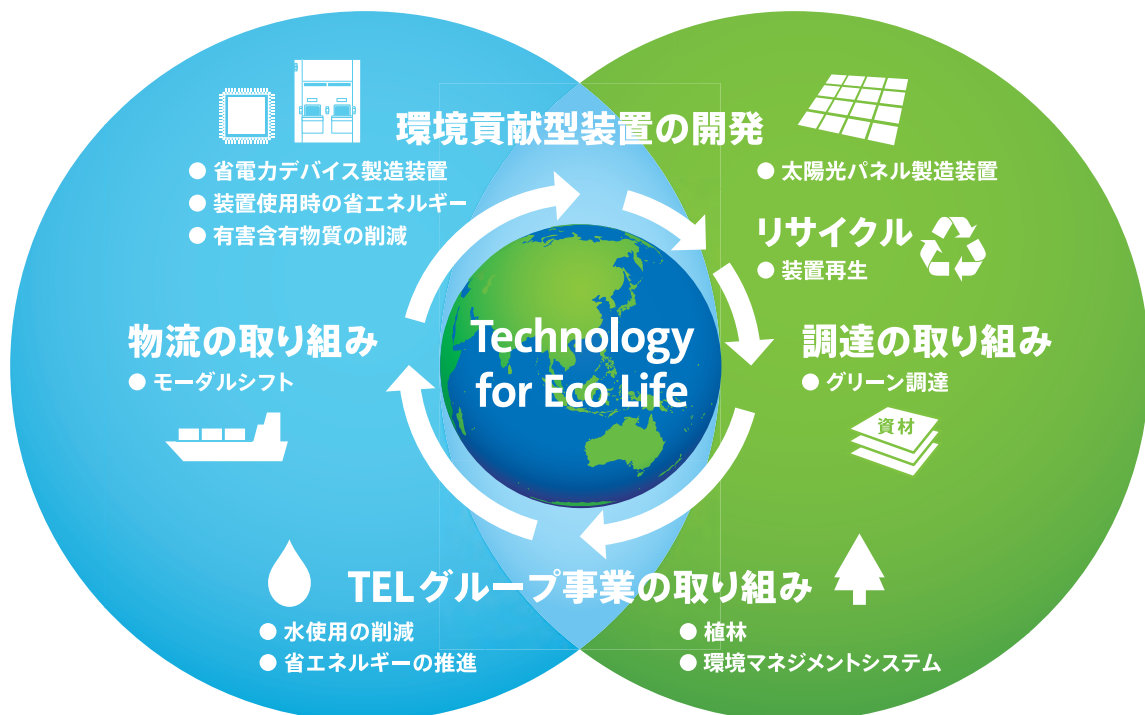 環境貢献型装置の開発
● 省電力デバイス製造装置
● 装置使用時の省エネルギー
● 有害含有物質の削減
● 太陽光パネル製造装置
リサイクル
● 装置再生
物流の取り組み
● モーダルシフト
Technology
for Eco Life
調達の取り組み
● グリーン調達
資材
TELグループ事業の取り組み
● 水使用の削減
● 省エネルギーの推進
● 植林
● 環境マネジメントシステム